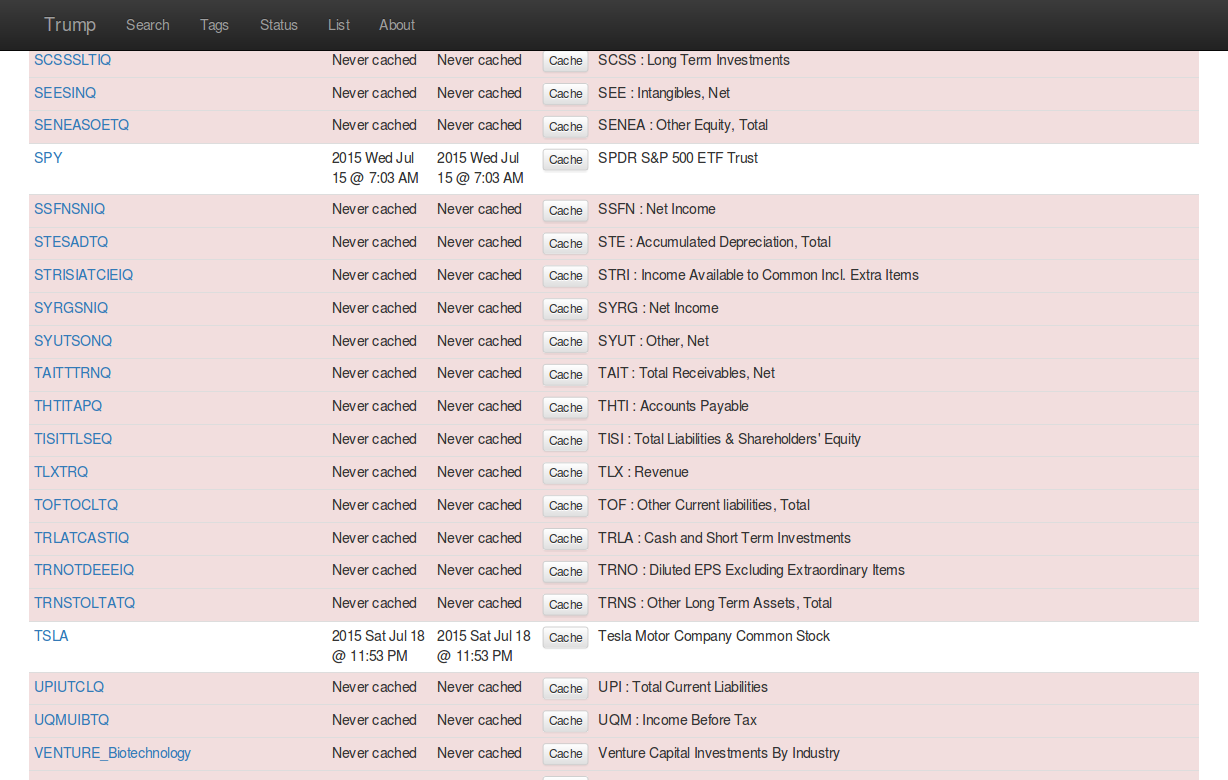 Trump Search Tags Status List About
SCSSSLTIQ Never cached Never cached Cache SCSS : Long Term Investments
SEESINQ Never cached Never cached Cache SEE : Intangibles, Net
SENEASOETQ Never cached Never cached Cache SENEA : Other Equity, Total
SPY 2015 Wed Jul 2015 Wed Jul Cache SPDR S&P 500 ETF Trust
15 @ 7:03 AM 15 @ 7:03 AM
SSFNSNIQ Never cached Never cached Cache SSFN : Net Income
STESADTQ Never cached Never cached Cache STE : Accumulated Depreciation, Total
STRISIATCIEIQ Never cached Never cached Cache STRI : Income Available to Common Incl. Extra Items
SYRGSNIQ Never cached Never cached Cache SYRG : Net Income
SYUTSONQ Never cached Never cached Cache SYUT : Other, Net
TAITTTRNQ Never cached Never cached Cache TAIT : Total Receivables, Net
THTITAPQ Never cached Never cached Cache THTI : Accounts Payable
TISITTLSEQ Never cached Never cached Cache TISI : Total Liabilities & Shareholders' Equity
TLXTRQ Never cached Never cached Cache TLX : Revenue
TOFTOCLTQ Never cached Never cached Cache TOF : Other Current liabilities, Total
TRLATCASTIQ Never cached Never cached Cache TRLA : Cash and Short Term Investments
TRNOTDEEEIQ Never cached Never cached Cache TRNO : Diluted EPS Excluding Extraordinary Items
TRNSTOLTATQ Never cached Never cached Cache TRNS : Other Long Term Assets, Total
TSLA 2015 Sat Jul 18 2015 Sat Jul 18 Cache Tesla Motor Company Common Stock
@ 11:53 PM @ 11:53 PM
UPIUTCLQ Never cached Never cached Cache UPI : Total Current Liabilities
UQMUIBTQ Never cached Never cached Cache UQM : Income Before Tax
VENTURE_Biotechnology Never cached Never cached Cache Venture Capital Investments By Industry